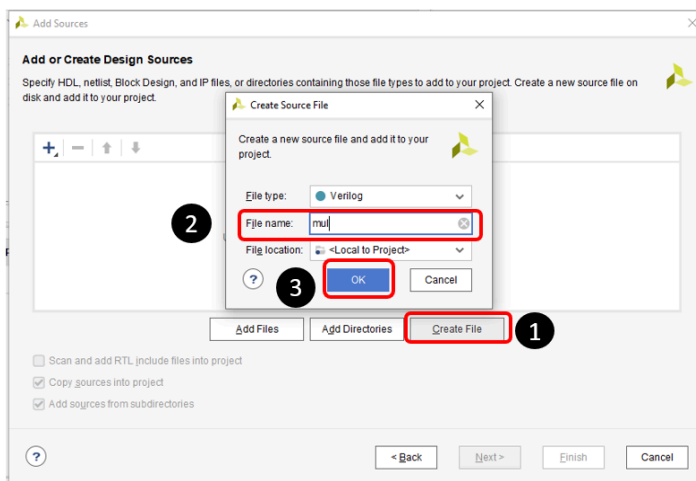 Add Sources
Add or Create Design Sources
Specify HDL, netlist, Block Design, and IP files, or directories containing those file types to add to your project. Create a new source file on
disk and add it to your project.
Create Source File
Create a new source file and add it to your
project.
File type: Verilog
2
File name: mul
File location: <Local to Project>
3
? OK Cancel
Add Files Add Directories Create File 1
Scan and add RTL include files into project
Copy sources into project
Add sources from subdirectories
? < Back Next > Finish Cancel